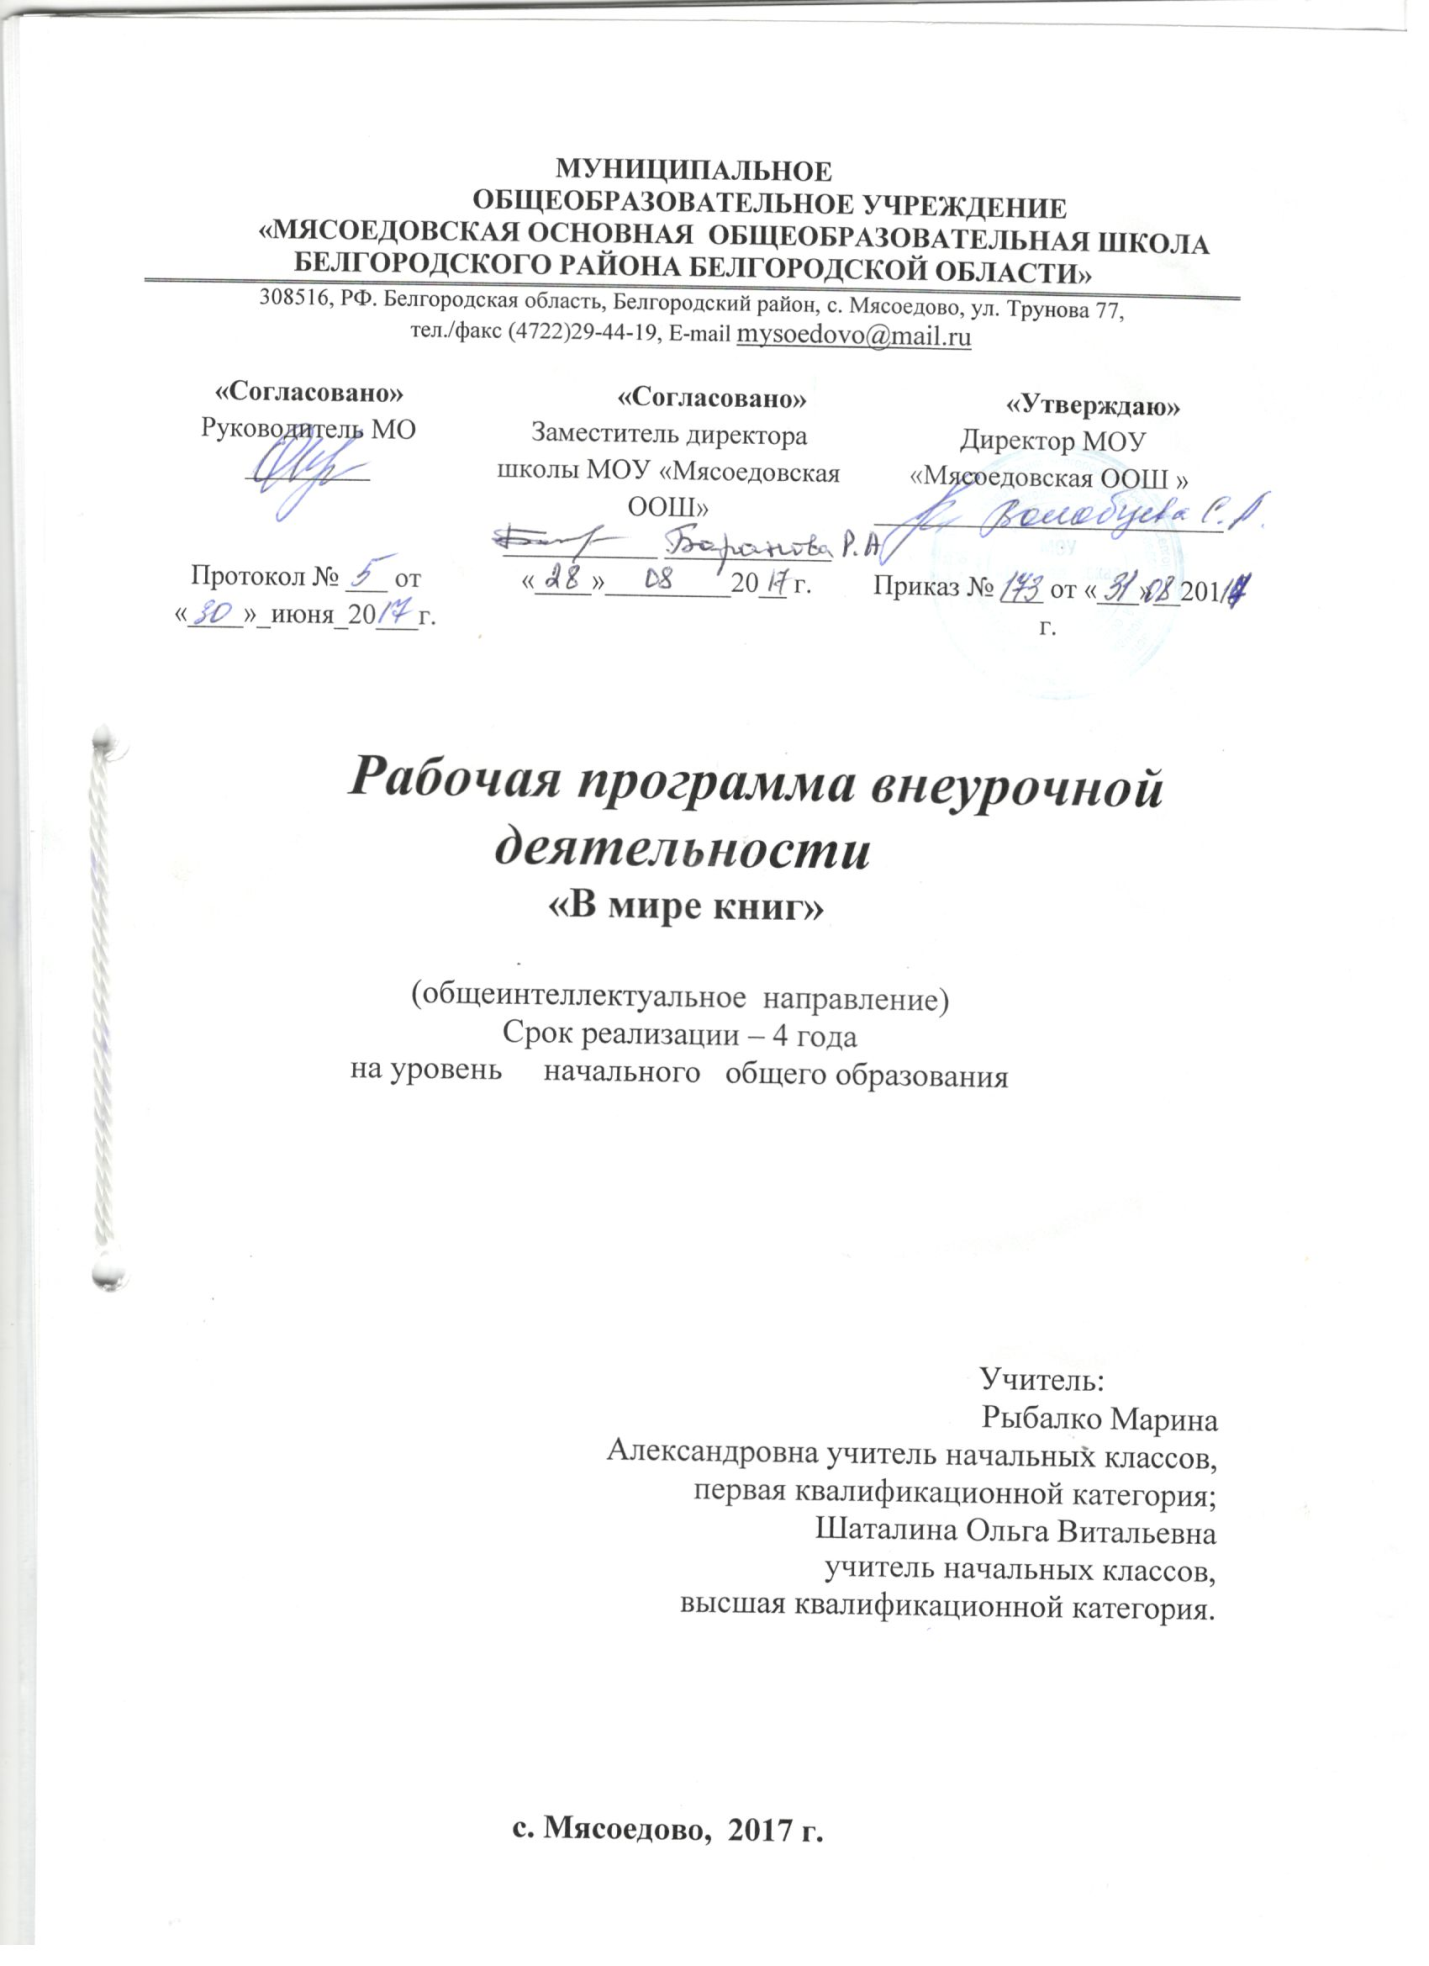 МУНИЦИПАЛЬНОЕ
ОБЩЕОБРАЗОВАТЕЛЬНОЕ УЧРЕЖДЕНИЕ
«МЯСОЕДОВСКАЯ ОСНОВНАЯ ОБЩЕОБРАЗОВАТЕЛЬНАЯ ШКОЛА
БЕЛГОРОДСКОГО РАЙОНА БЕЛГОРОДСКОЙ ОБЛАСТИ»
308516, РФ. Белгородская область, Белгородский район, с. Мясоедово, ул. Трунова 77,
тел./факс (4722)29-44-19, E-mail mysoedovo@mail.ru
«Согласовано»
Руководитель МО
Протокол № 5 от
«30»_июня_2017 г.
«Согласовано»
Заместитель директора
школы МОУ «Мясоедовская
ООШ»
Баранова Р.А
«28» 08 2017 г.
«Утверждаю»
Директор МОУ
«Мясоедовская ООШ »
Приказ № 173 от «31» 08 2017
г.
Рабочая программа внеурочной
деятельности
«В мире книг»
(общеинтеллектуальное направление)
Срок реализации – 4 года
на уровень начального общего образования
Учитель:
Рыбалко Марина
Александровна учитель начальных классов,
первая квалификационной категория;
Шаталина Ольга Витальевна
учитель начальных классов,
высшая квалификационной категория.
с. Мясоедово, 2017 г.